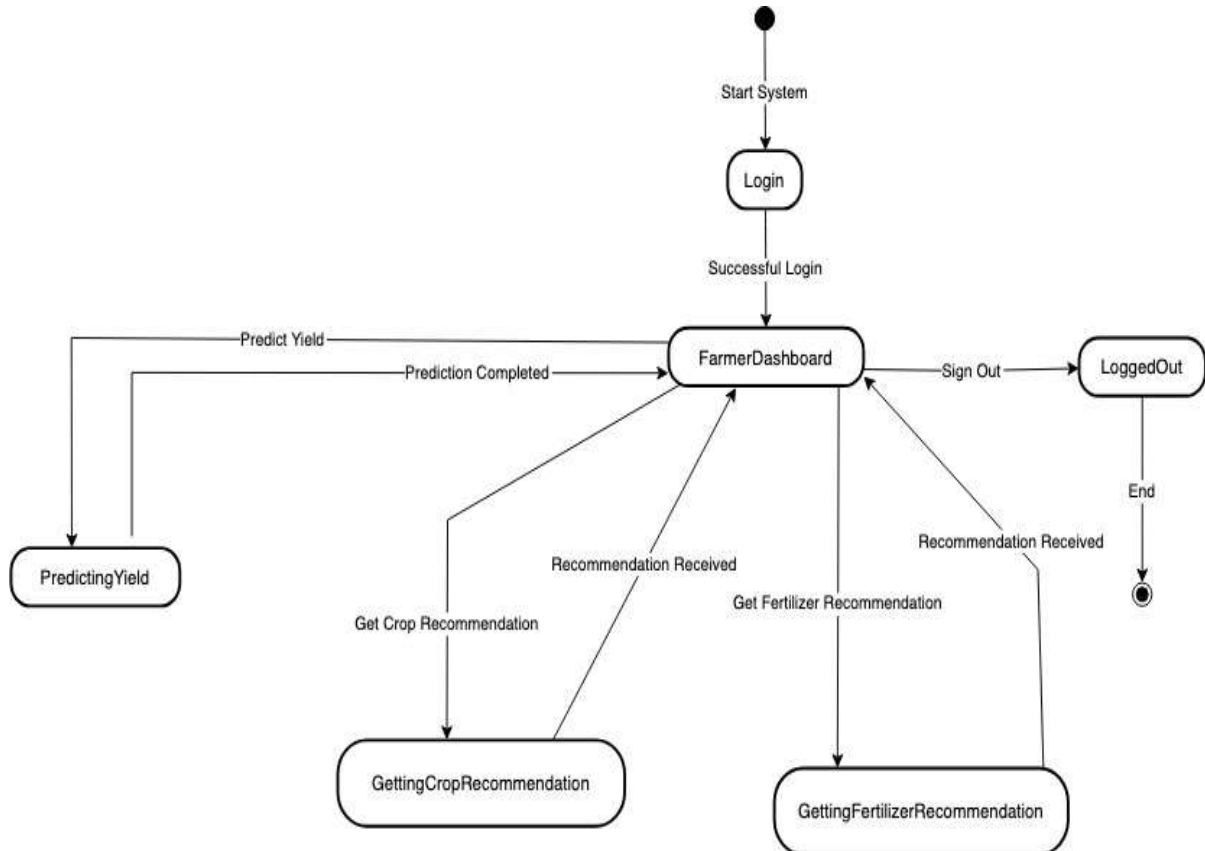 Start System
Login
Successful Login
Predict Yield
FarmerDashboard
Prediction Completed
Sign Out
LoggedOut
End
PredictingYield
Recommendation Received
Recommendation Received
Get Crop Recommendation
Get Fertilizer Recommendation
GettingCropRecommendation
GettingFertilizerRecommendation